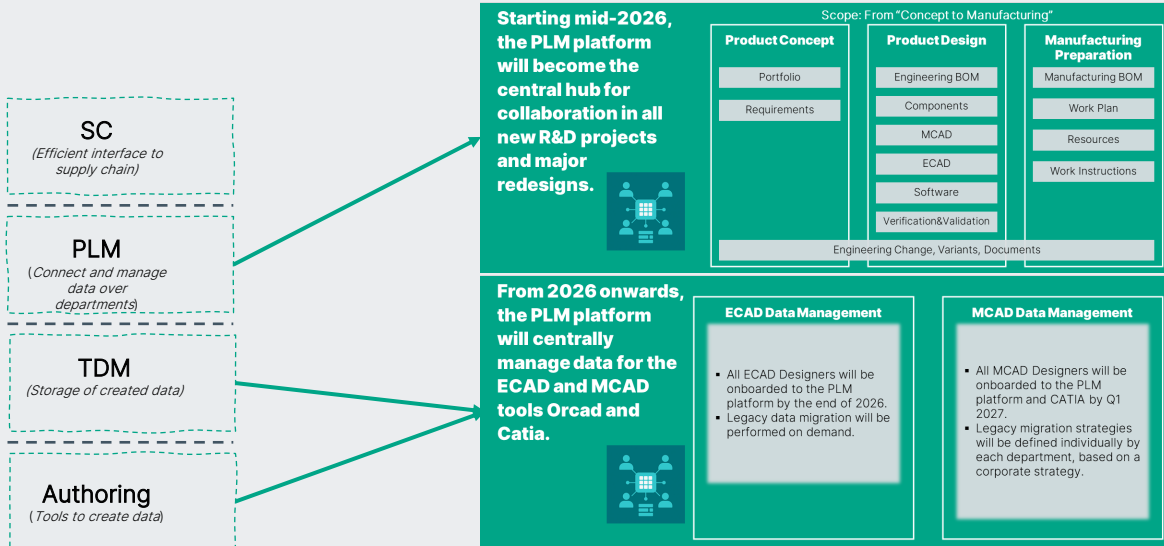 SC
(Efficient interface to
supply chain)
PLM
(Connect and manage
data over
departments)
TDM
(Storage of created data)
Authoring
(Tools to create data)
Starting mid-2026,
the PLM platform
will become the
central hub for
collaboration in all
new R&D projects
and major
redesigns.
Scope: From "Concept to Manufacturing"
Product Concept
Portfolio
Requirements
Product Design
Engineering BOM
Components
MCAD
ECAD
Software
Verification&Validation
Manufacturing
Preparation
Manufacturing BOM
Work Plan
Resources
Work Instructions
Engineering Change, Variants, Documents
From 2026 onwards,
the PLM platform
will centrally
manage data for the
ECAD and MCAD
tools Orcad and
Catia.
ECAD Data Management
▪ All ECAD Designers will be
onboarded to the PLM
platform by the end of 2026.
▪ Legacy data migration will be
performed on demand.
MCAD Data Management
▪ All MCAD Designers will be
onboarded to the PLM
platform and CATIA by Q1
2027.
▪ Legacy migration strategies
will be defined individually by
each department, based on a
corporate strategy.